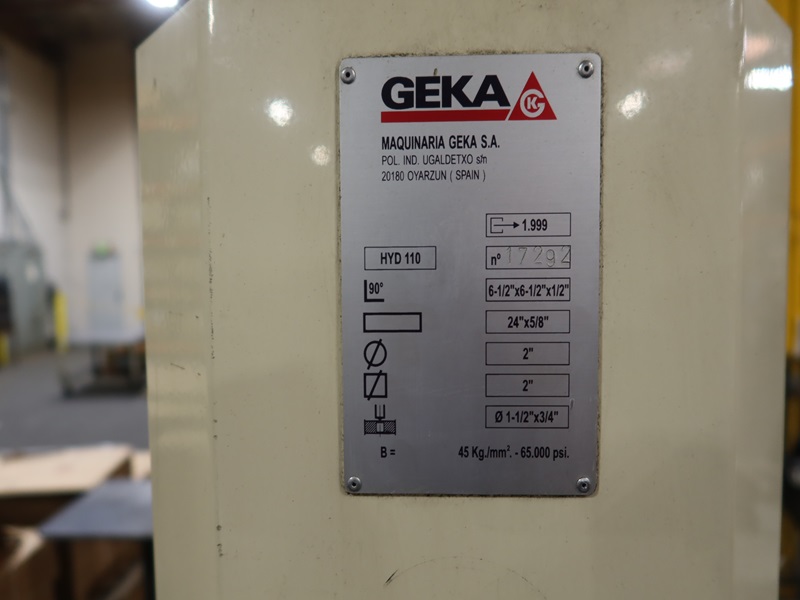 GEKA
GK
MAQUINARIA GEKA S.A.
POL. IND. UGALDETXO s/n
20180 OYARZUN ( SPAIN )
1.999
HYD 110
nº 17292
90° 6-1/2"x6-1/2"x1/2"
24"x5/8"
2"
2"
Ø 1-1/2"x3/4"
B = 45 Kg./mm². - 65.000 psi.